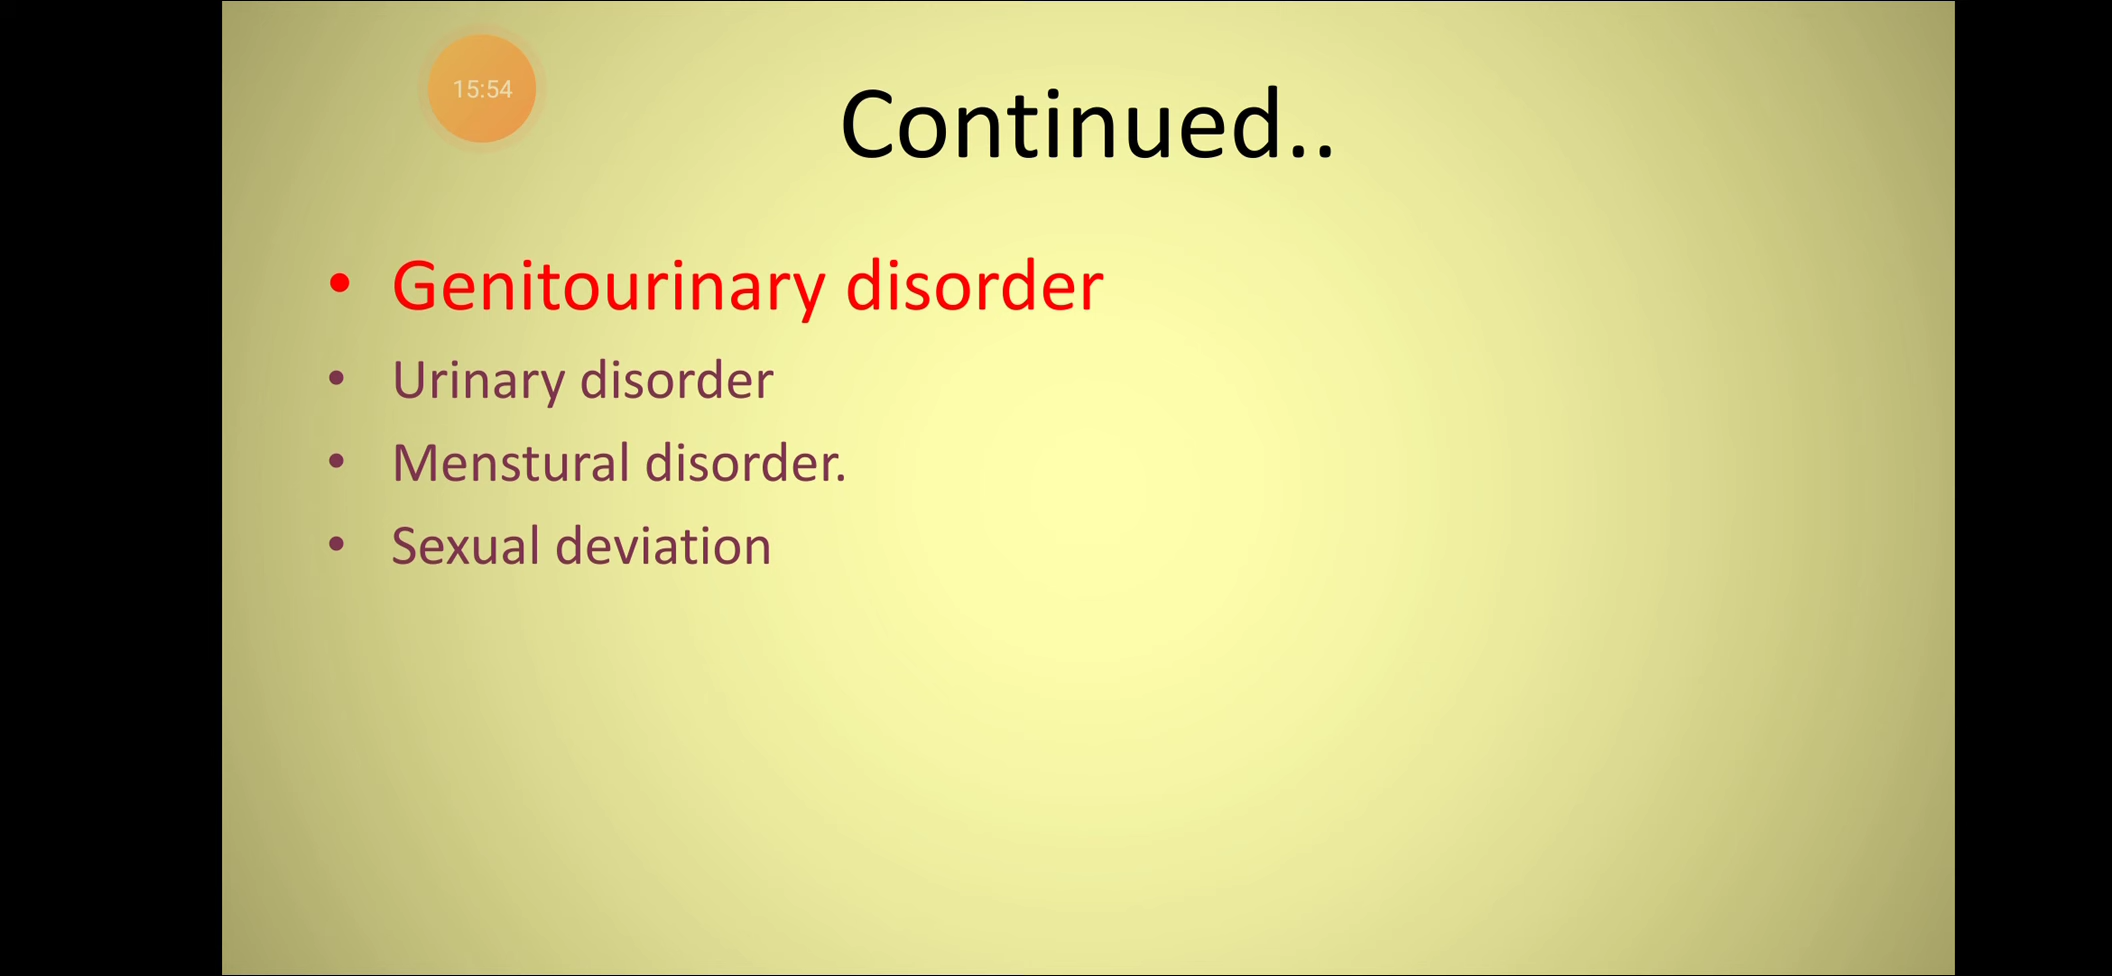 15:54
Continued..
• Genitourinary disorder
• Urinary disorder
• Menstural disorder.
• Sexual deviation